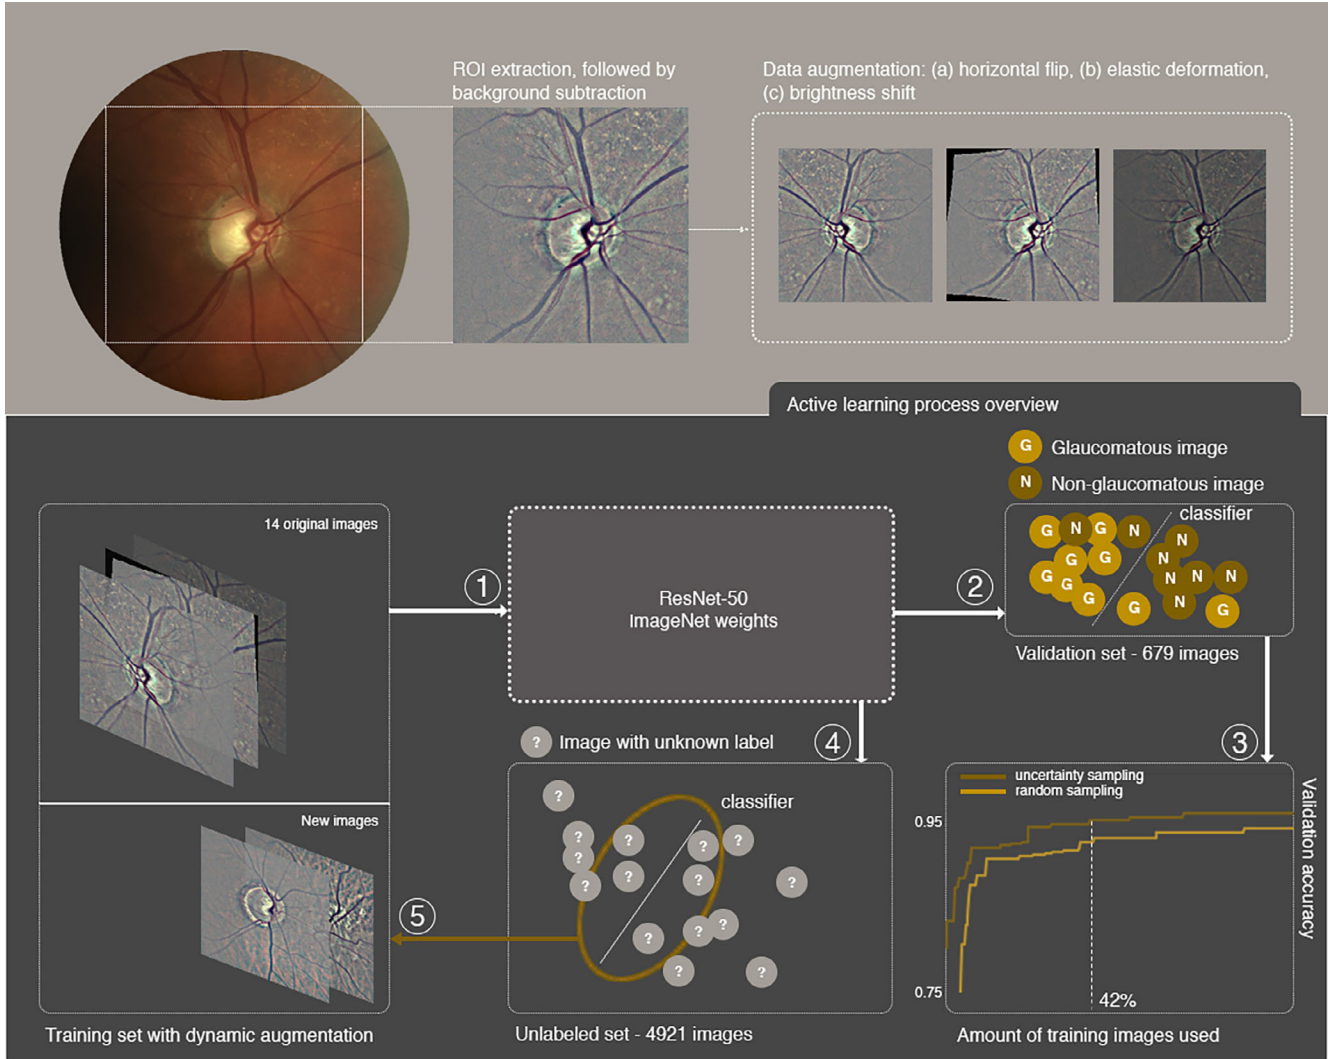 ROI extraction, followed by
background subtraction
Data augmentation: (a) horizontal flip, (b) elastic deformation,
(c) brightness shift
Active learning process overview
G Glaucomatous image
N Non-glaucomatous image
14 original images
1
ResNet-50
ImageNet weights
2
classifier
G N G N N
G G N
G G N N N
G G N G
Validation set - 679 images
3
? Image with unknown label
4
classifier
? ? ? ? ? ? ? ? ? ? ? ? ? ? ? ?
Unlabeled set - 4921 images
New images
5
Training set with dynamic augmentation
uncertainty sampling
random sampling
0.95
0.75
42%
Validation accuracy
Amount of training images used